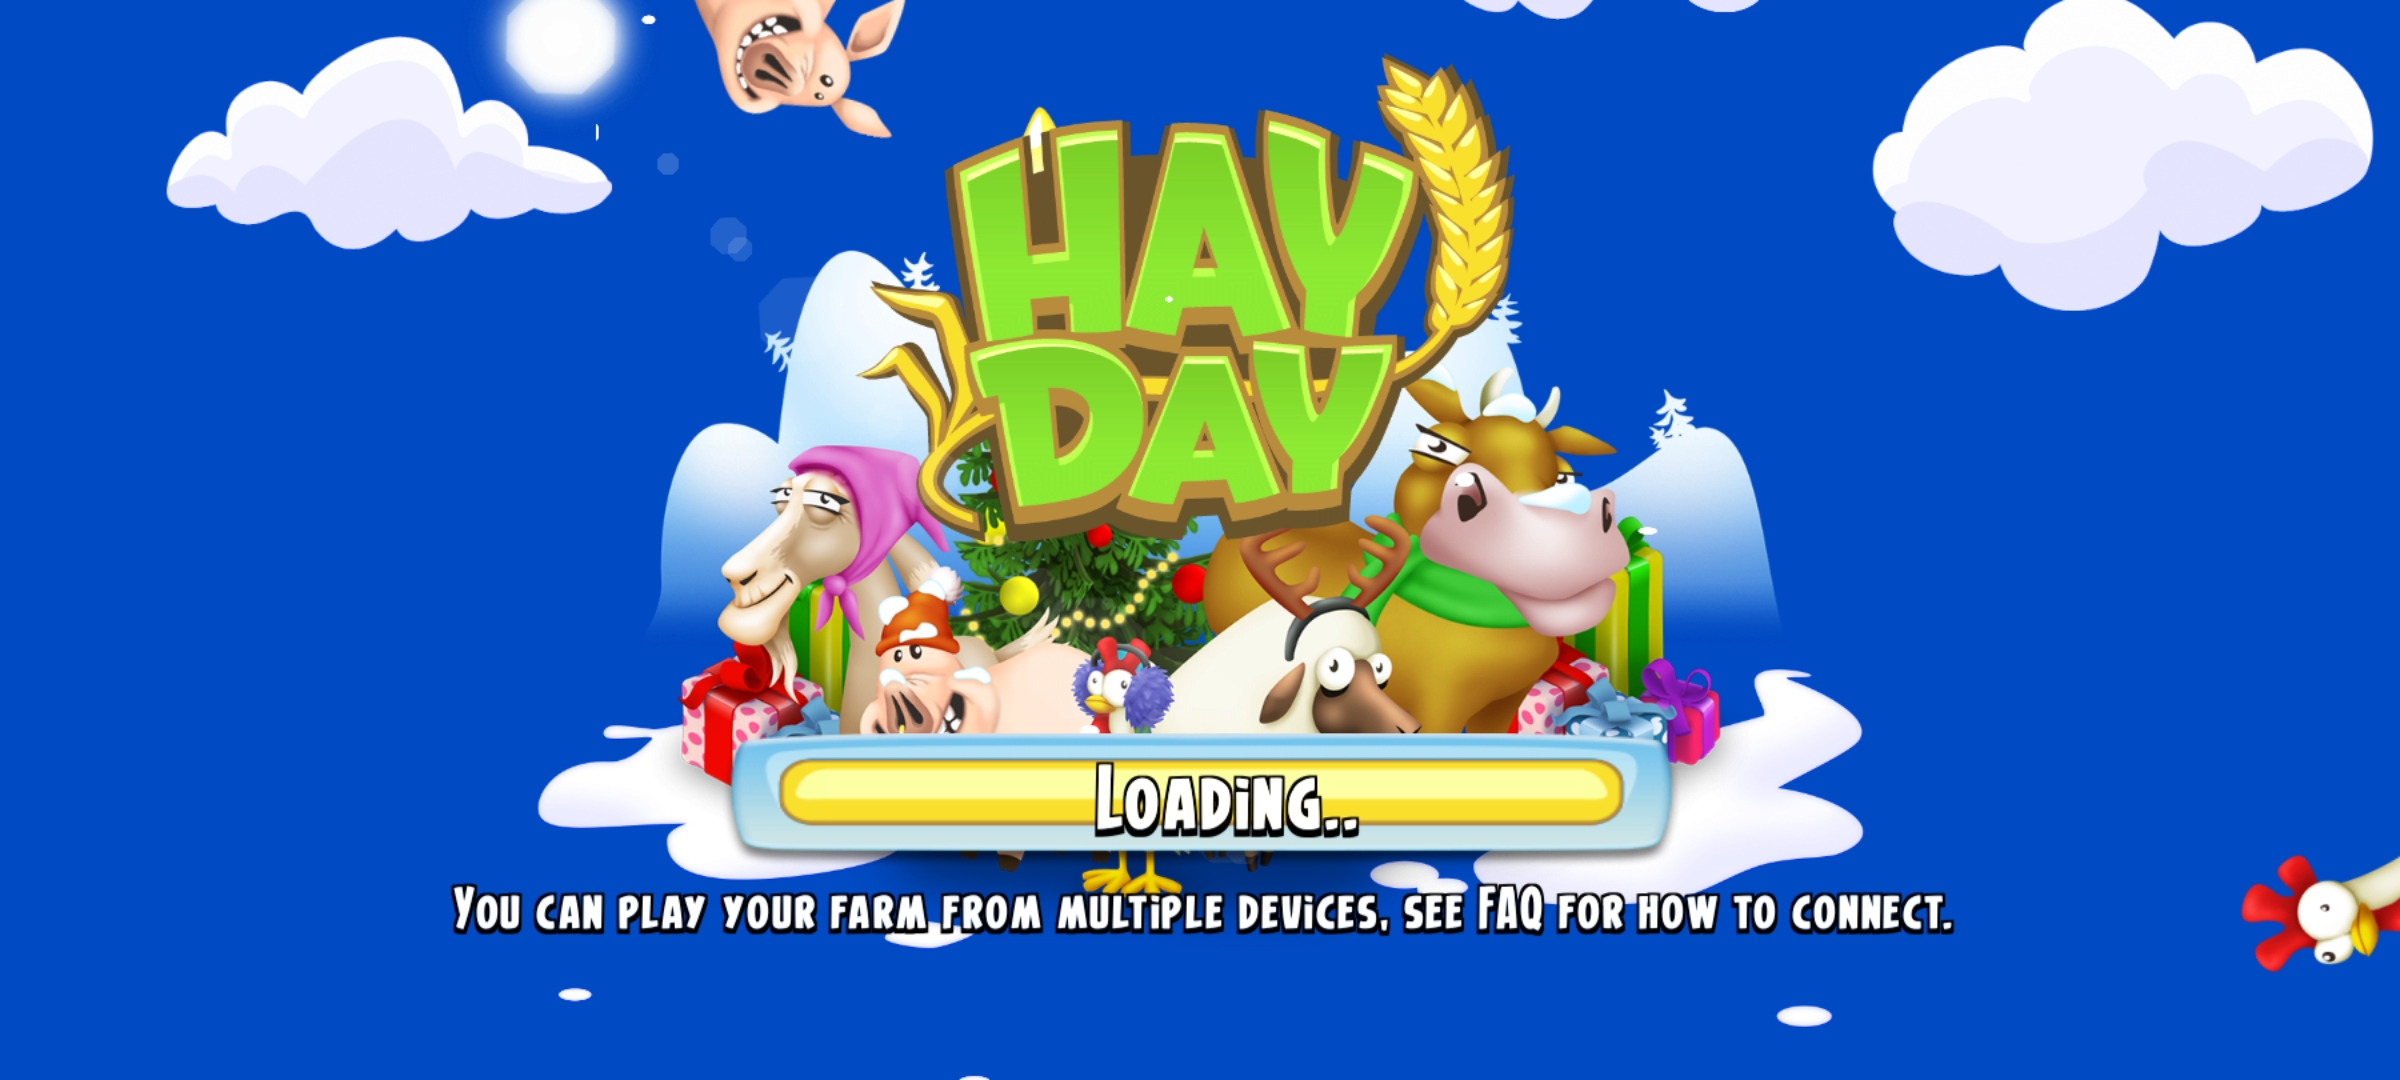 HAY
DAY
LOADING..
YOU CAN PLAY YOUR FARM FROM MULTIPLE DEVICES, SEE FAQ FOR HOW TO CONNECT.